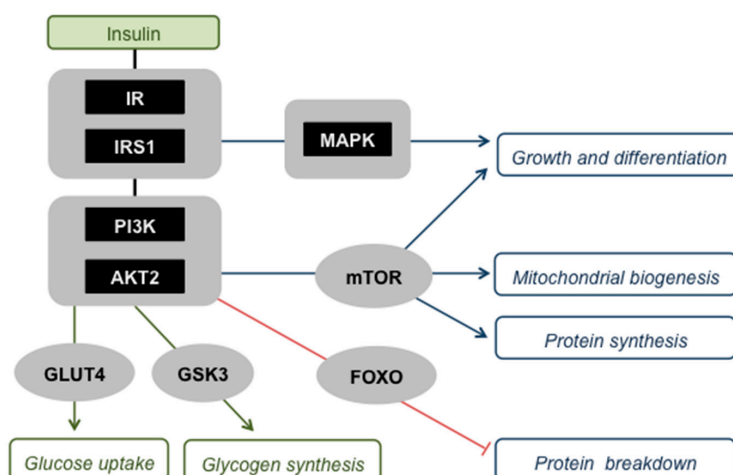 Insulin
IR
IRS1
MAPK
Growth and differentiation
PI3K
AKT2
mTOR
Mitochondrial biogenesis
Protein synthesis
GLUT4
GSK3
FOXO
Glucose uptake
Glycogen synthesis
Protein breakdown